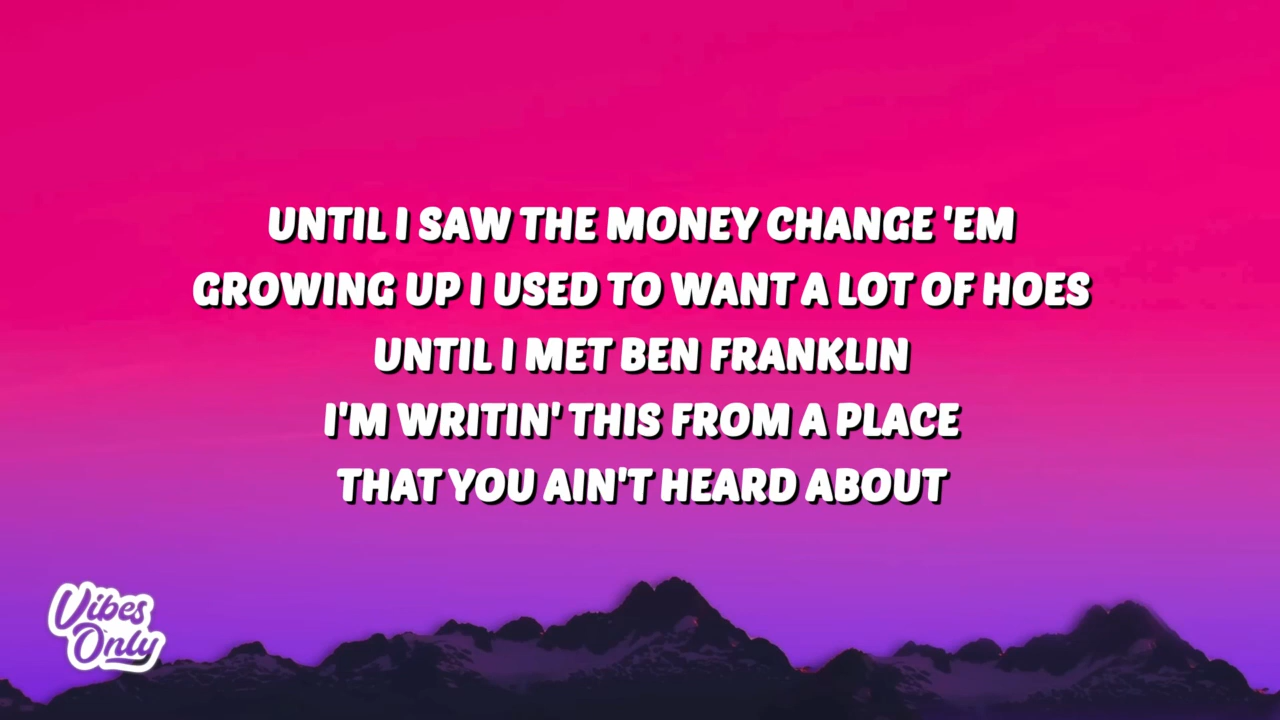 UNTIL I SAW THE MONEY CHANGE 'EM
GROWING UP I USED TO WANT A LOT OF HOES
UNTIL I MET BEN FRANKLIN
I'M WRITIN' THIS FROM A PLACE
THAT YOU AIN'T HEARD ABOUT
Vibes
Only